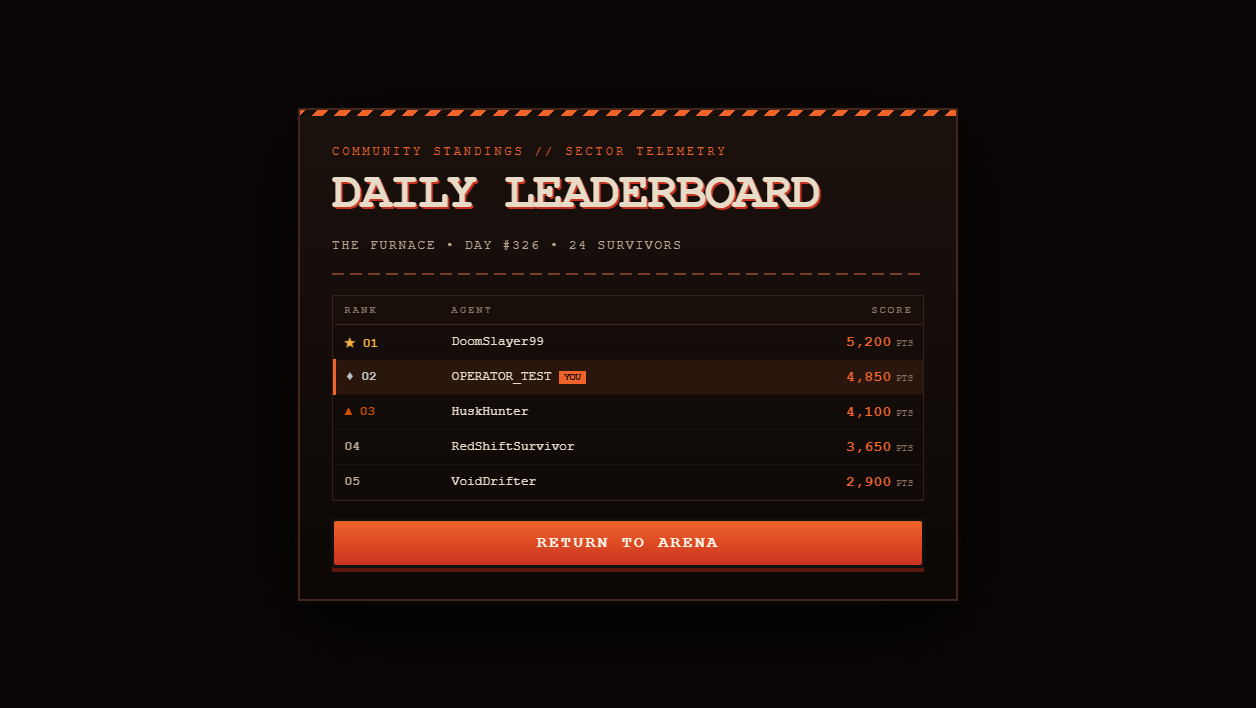 COMMUNITY STANDINGS // SECTOR TELEMETRY
DAILY LEADERBOARD
THE FURNACE • DAY #326 • 24 SURVIVORS
RANK AGENT SCORE
★ 01 DoomSlayer99 5,200 PTS
♦ 02 OPERATOR_TEST YOU 4,850 PTS
▲ 03 HuskHunter 4,100 PTS
04 RedShiftSurvivor 3,650 PTS
05 VoidDrifter 2,900 PTS
RETURN TO ARENA